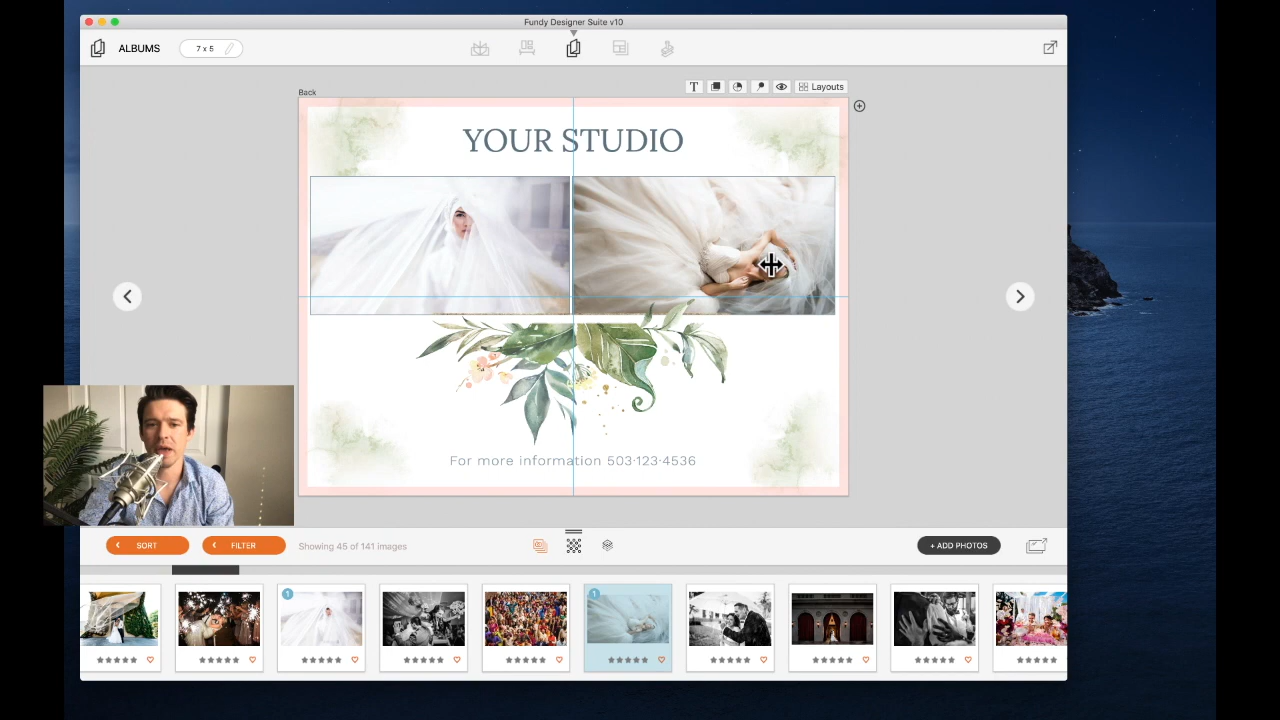 Fundy Designer Suite v10
ALBUMS
7 x 5
Back
T
Layouts
YOUR STUDIO
For more information 503·123·4536
SORT
FILTER
Showing 45 of 141 images
+ ADD PHOTOS
1
1